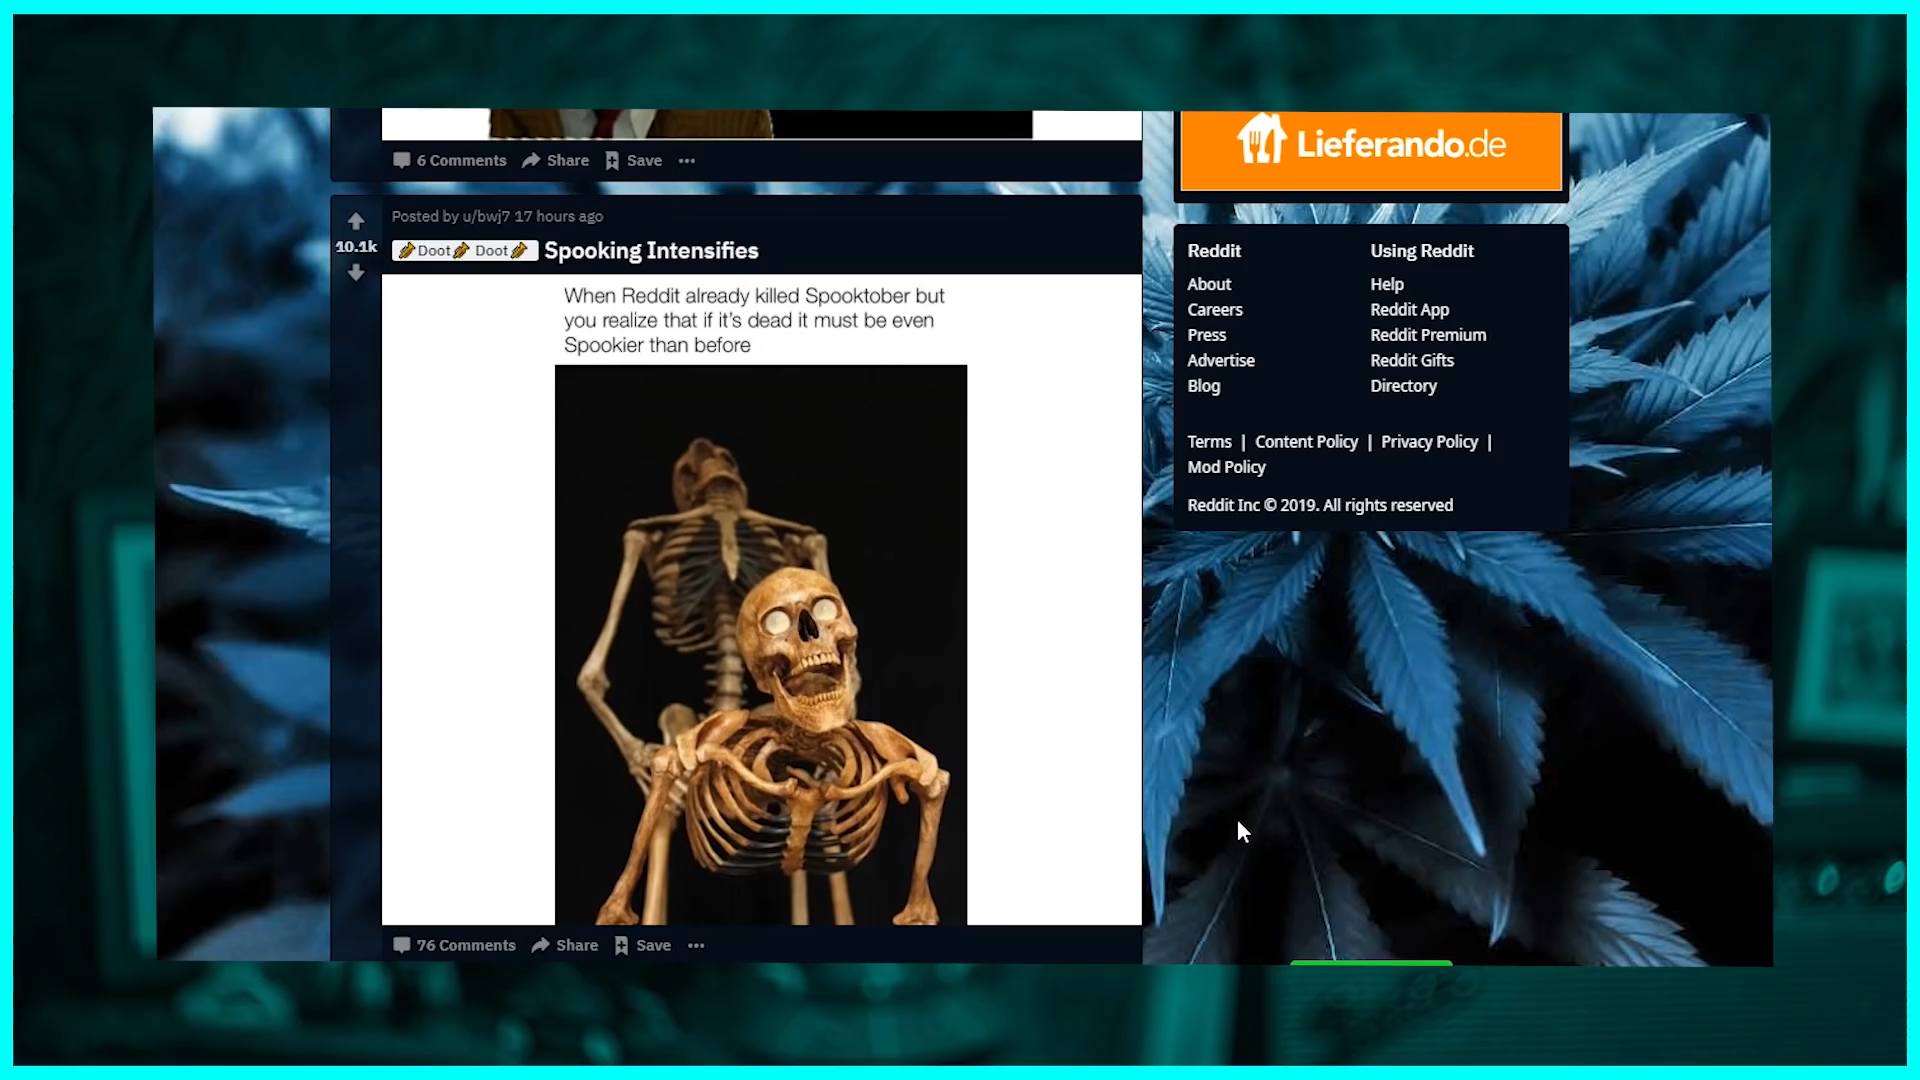 6 Comments Share Save
Lieferando.de
Posted by u/bwj7 17 hours ago
10.1k
Doot Doot Spooking Intensifies
When Reddit already killed Spooktober but
you realize that if it's dead it must be even
Spookier than before
76 Comments Share Save
Reddit Using Reddit
About Help
Careers Reddit App
Press Reddit Premium
Advertise Reddit Gifts
Blog Directory
Terms | Content Policy | Privacy Policy |
Mod Policy
Reddit Inc © 2019. All rights reserved